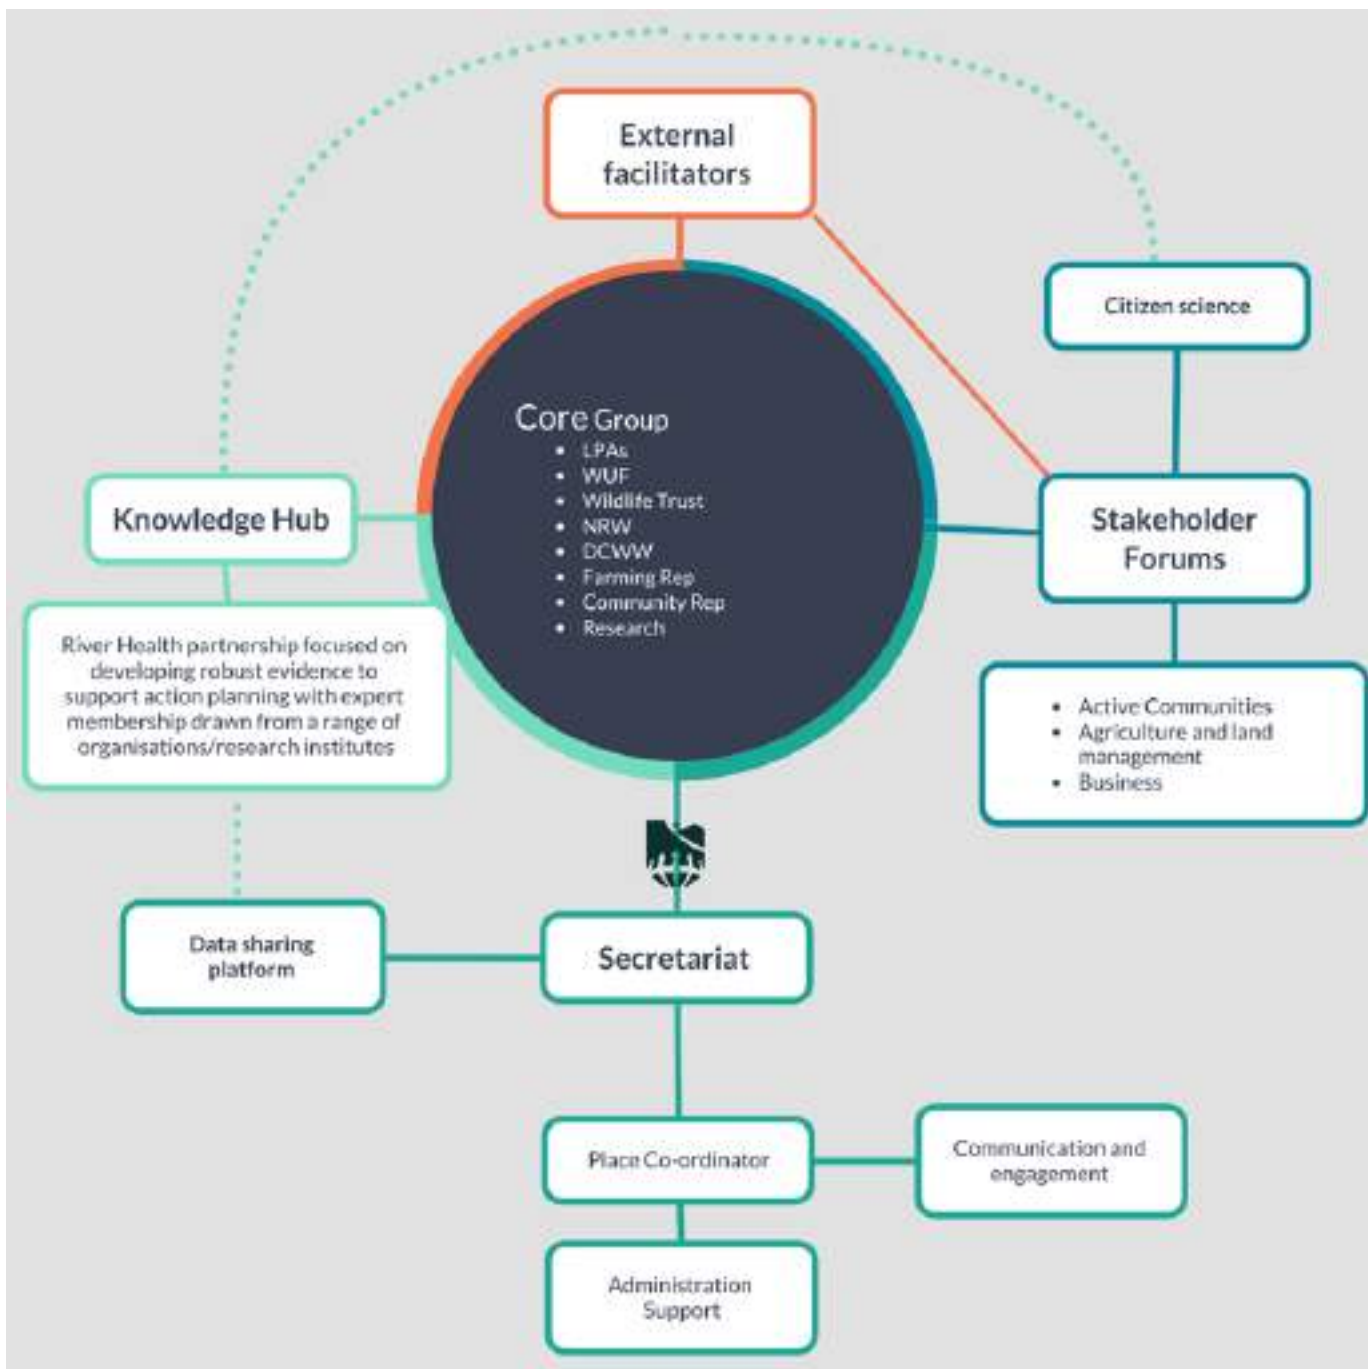 External
facilitators
Citizen science
Core Group
• LPAs
• WUF
• Wildlife Trust
• NRW
• DCWW
• Farming Rep
• Community Rep
• Research
Knowledge Hub
Stakeholder
Forums
River Health partnership focused on
developing robust evidence to
support action planning with expert
membership drawn from a range of
organisations/research institutes
• Active Communities
• Agriculture and land
management
• Business
Data sharing
platform
Secretariat
Place Co-ordinator
Communication and
engagement
Administration
Support